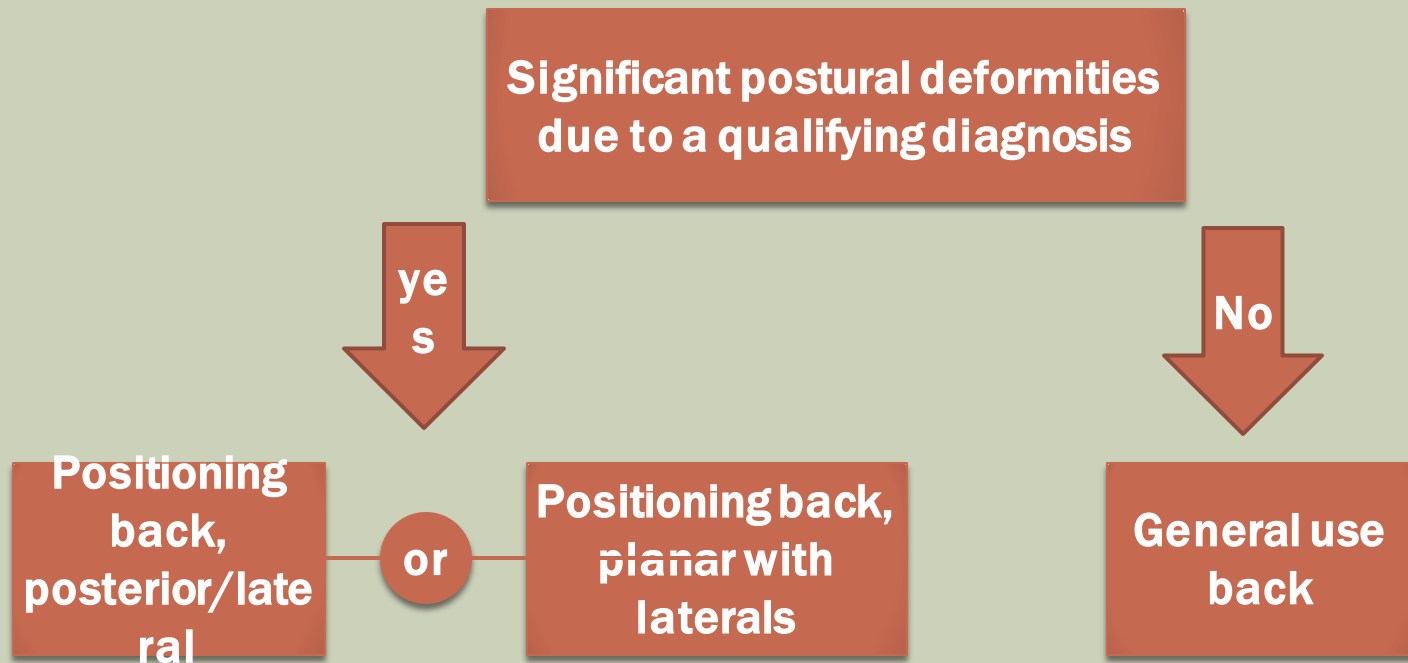 Significant postural deformities
due to a qualifying diagnosis
ye
s
No
Positioning
back,
posterior/late
ral
or
Positioning back,
planar with
laterals
General use
back